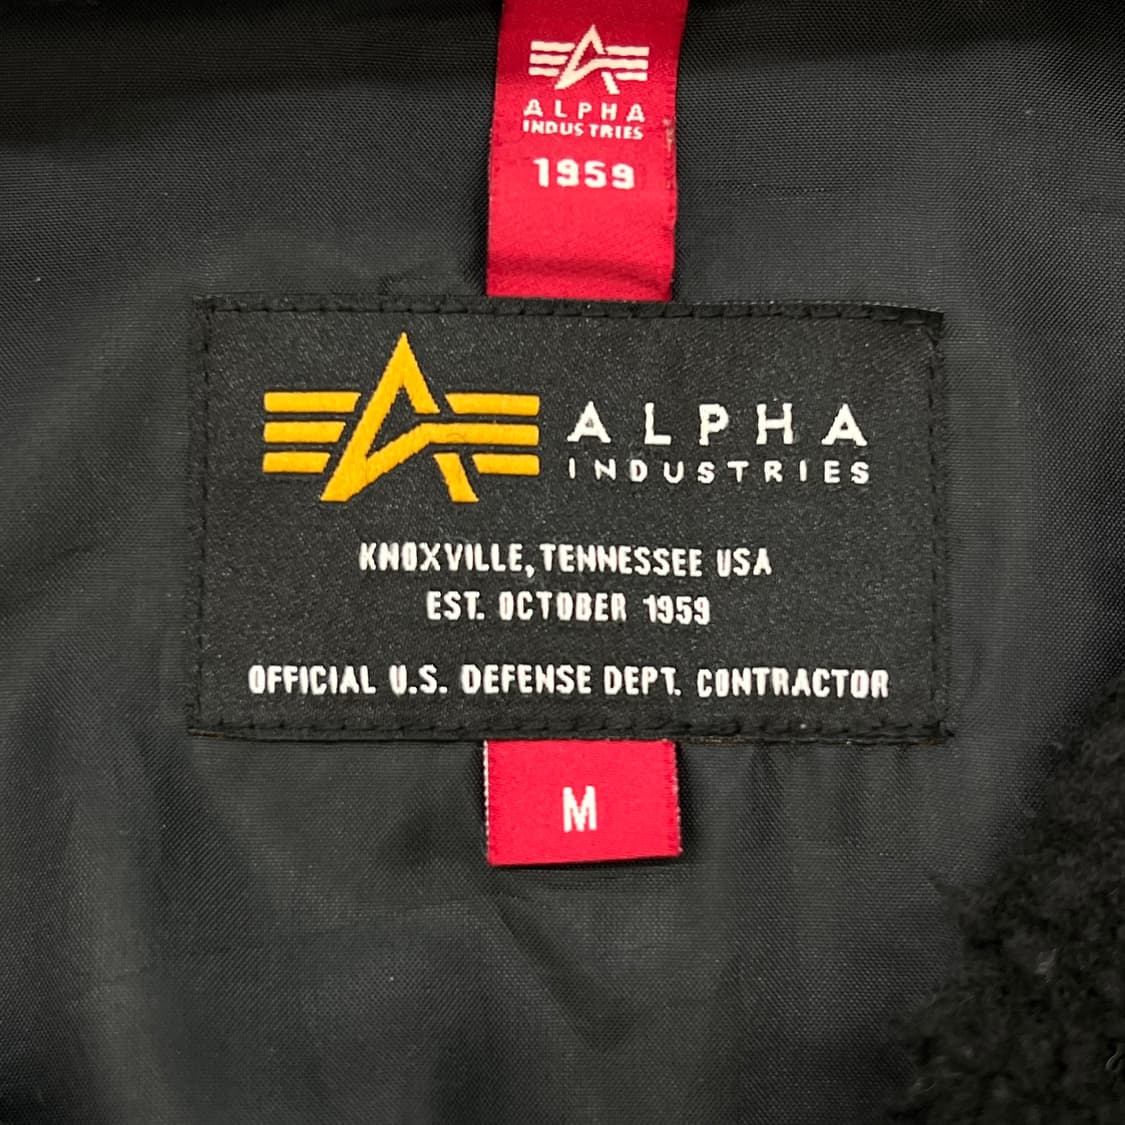 ALPHA
INDUSTRIES
1959
ALPHA
INDUSTRIES
KNOXVILLE, TENNESSEE USA
EST. OCTOBER 1959
OFFICIAL U.S. DEFENSE DEPT. CONTRACTOR
M